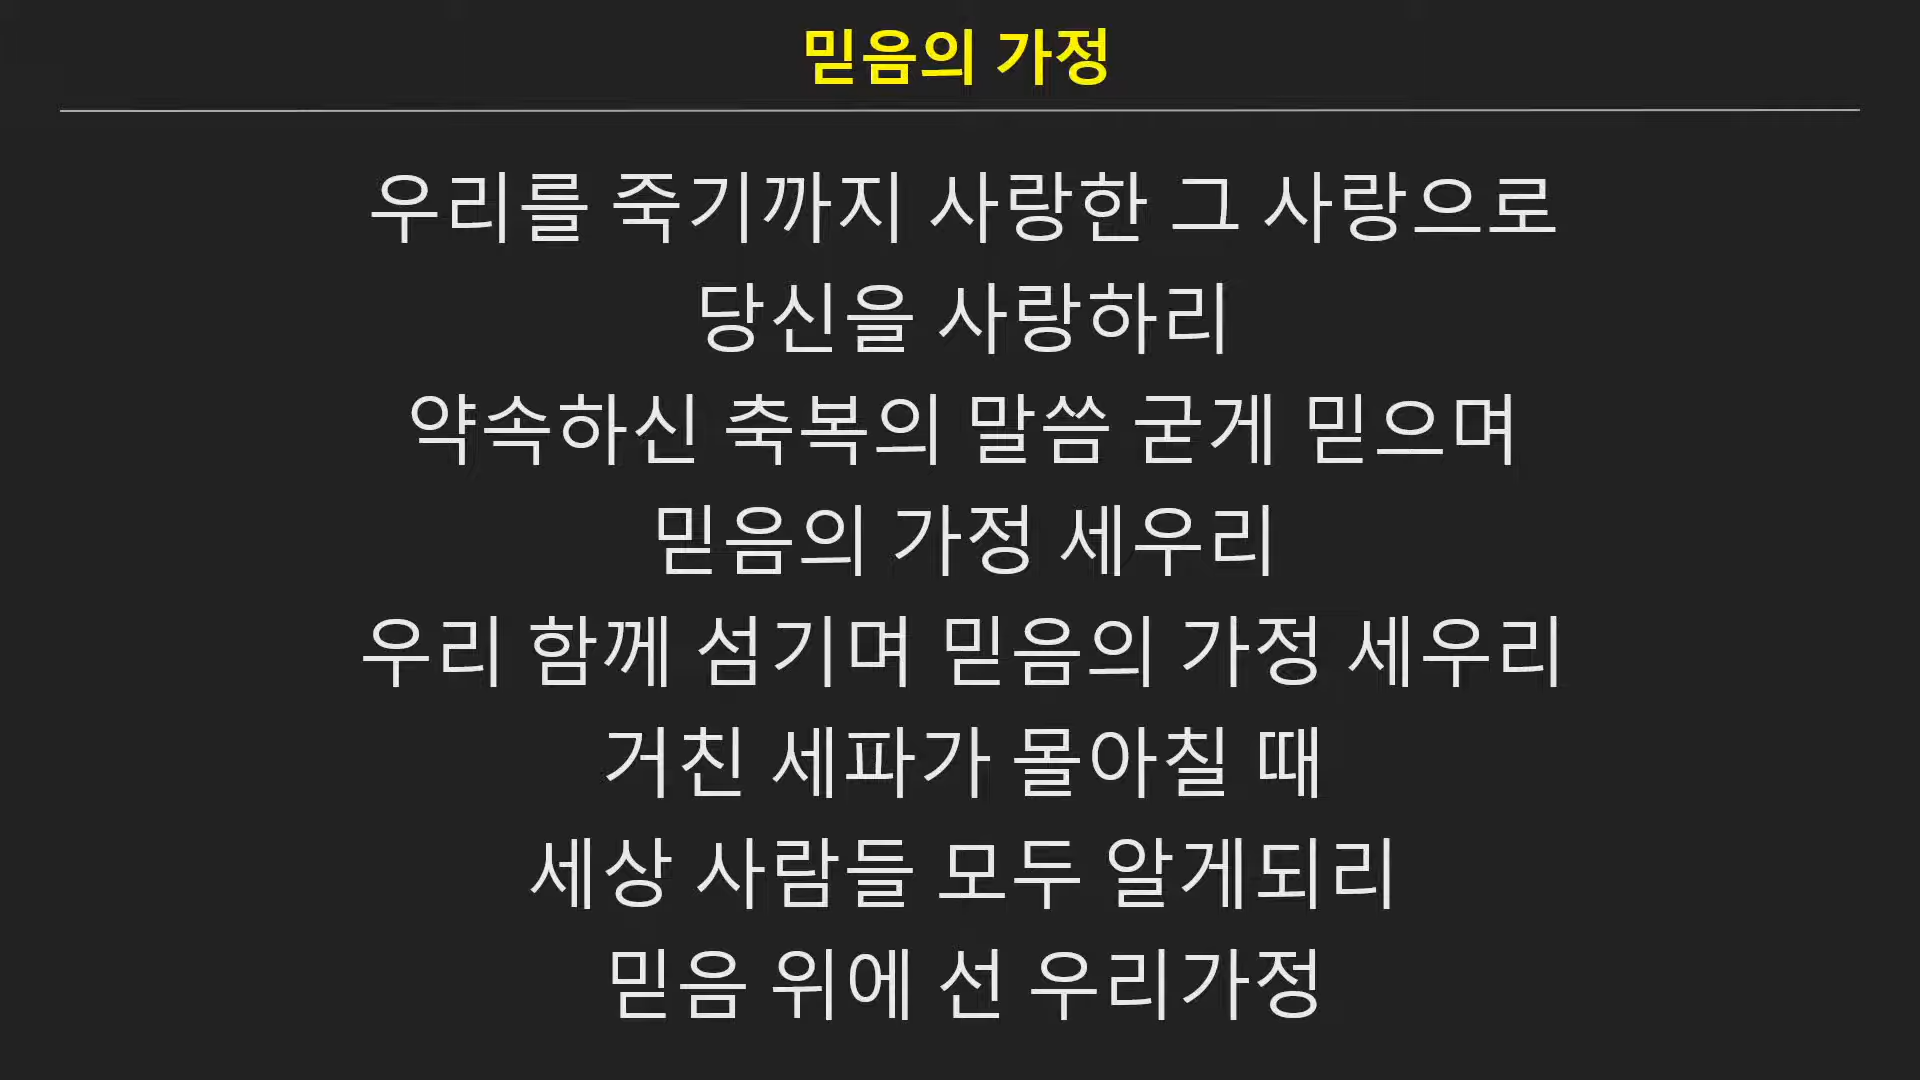 믿음의 가정
우리를 죽기까지 사랑한 그 사랑으로
당신을 사랑하리
약속하신 축복의 말씀 굳게 믿으며
믿음의 가정 세우리
우리 함께 섬기며 믿음의 가정 세우리
거친 세파가 몰아칠 때
세상 사람들 모두 알게되리
믿음 위에 선 우리가정